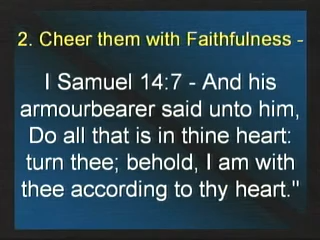 2. Cheer them with Faithfulness -
I Samuel 14:7 - And his
armourbearer said unto him,
Do all that is in thine heart:
turn thee; behold, I am with
thee according to thy heart."